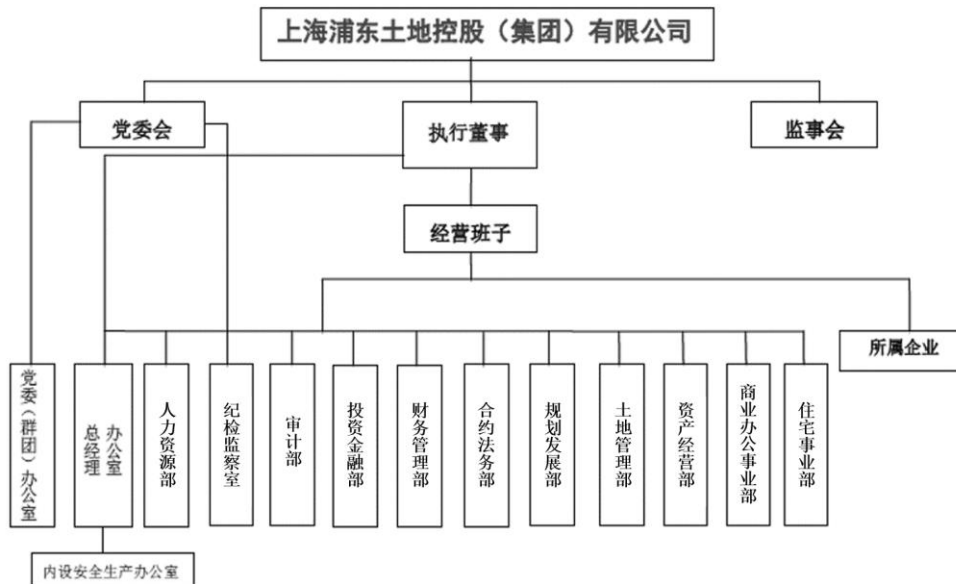 上海浦东土地控股（集团）有限公司
党委会
执行董事
监事会
经营班子
所属企业
党委（群团）办公室
总经理
办公室
人力资源部
纪检监察室
审计部
投资金融部
财务管理部
合约法务部
规划发展部
土地管理部
资产经营部
商业办公事业部
住宅事业部
内设安全生产办公室